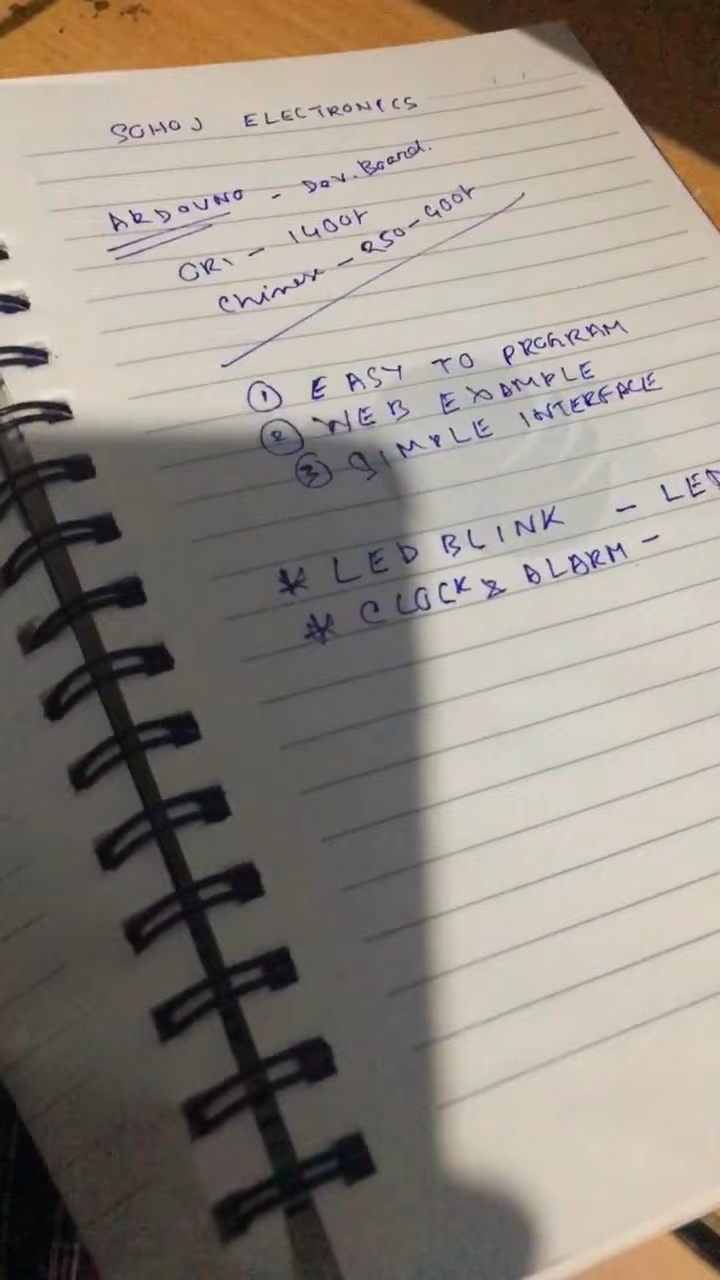 SOHOJ ELECTRONICS
ARDOUNO - Dev. Board.
ORI - 1400৳
Chinese - 250-400৳
① EASY TO PROGRAM
② WEB EXAMPLE
③ SIMPLE INTERFACE
* LED BLINK - LED
* CLOCK & ALARM -